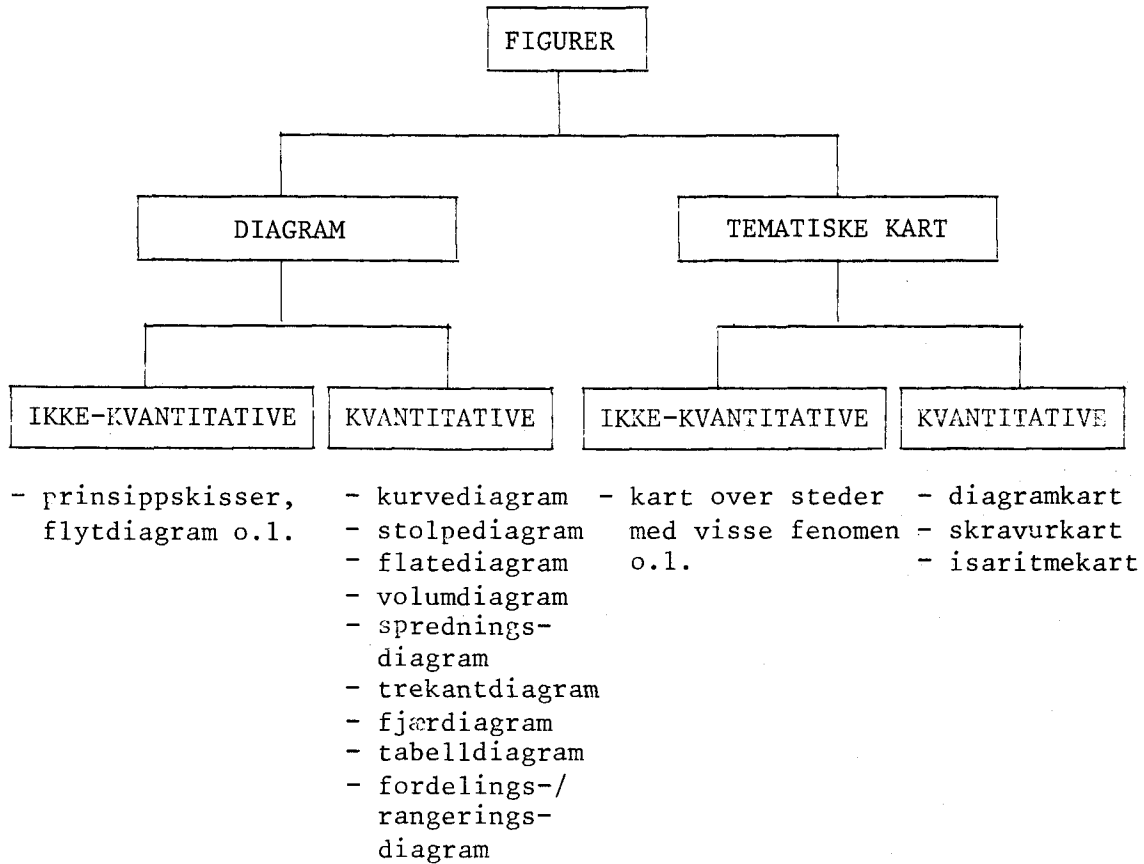 FIGURER
DIAGRAM
TEMATISKE KART
IKKE-KVANTITATIVE
KVANTITATIVE
IKKE-KVANTITATIVE
KVANTITATIVE
- prinsippskisser,
flytdiagram o.l.
- kurvediagram
- stolpediagram
- flatediagram
- volumdiagram
- sprednings-
diagram
- trekantdiagram
- fjærdiagram
- tabelldiagram
- fordelings-/
rangerings-
diagram
- kart over steder
med visse fenomen
o.l.
- diagramkart
- skravurkart
- isaritmekart